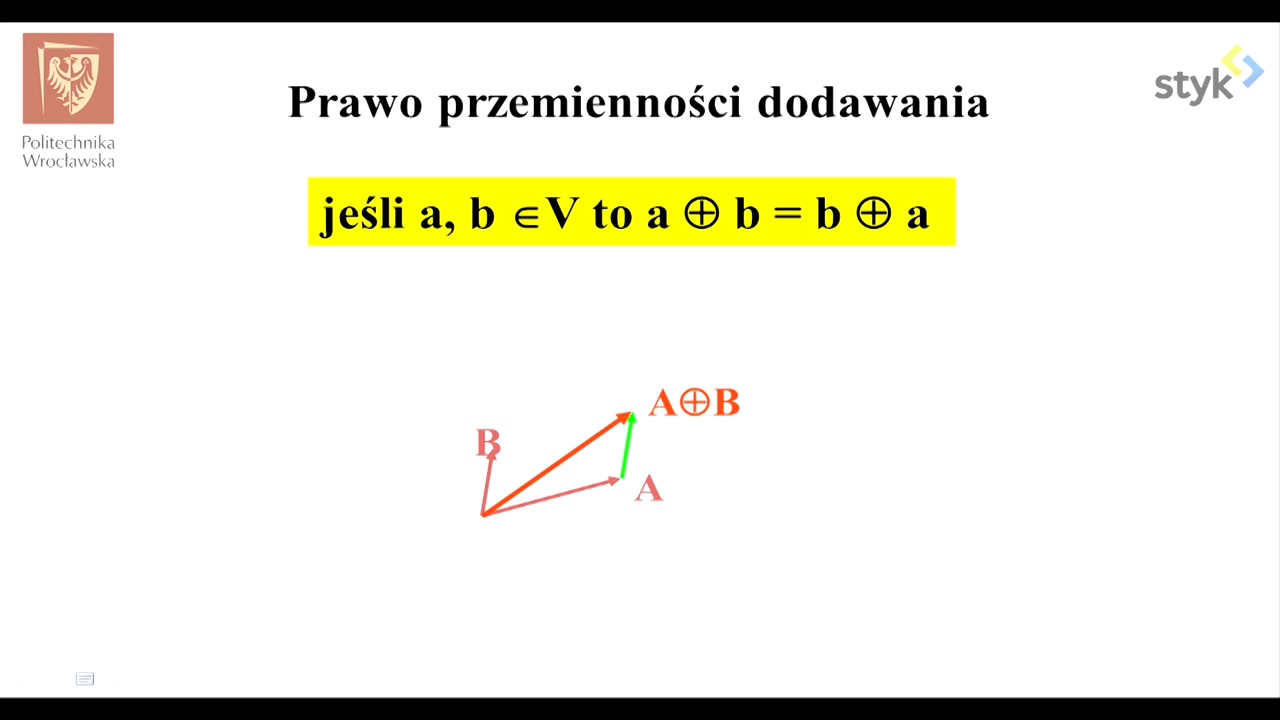 Politechnika
Wrocławska
styk
Prawo przemienności dodawania
jeśli a, b ∈V to a ⊕ b = b ⊕ a
A⊕B
B
A